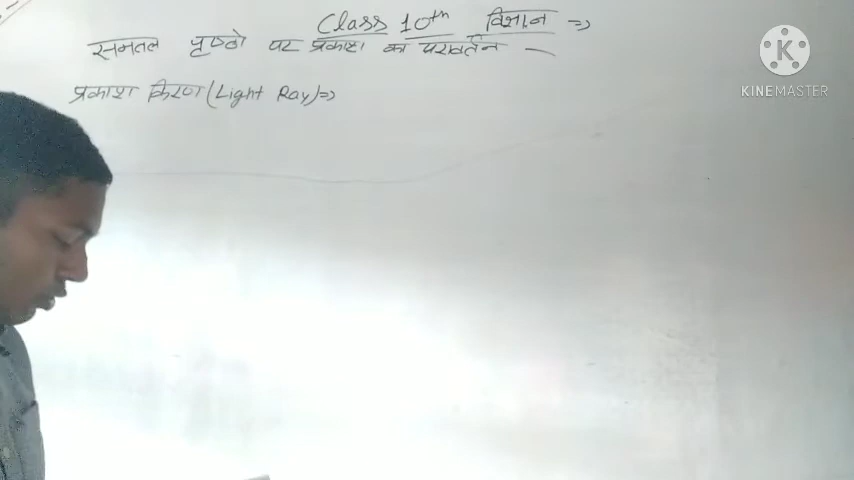 Class 10th विज्ञान ⇒
समतल पृष्ठो पर प्रकाश का परावर्तन –
प्रकाश किरण (Light Ray) ⇒
K
KINEMASTER